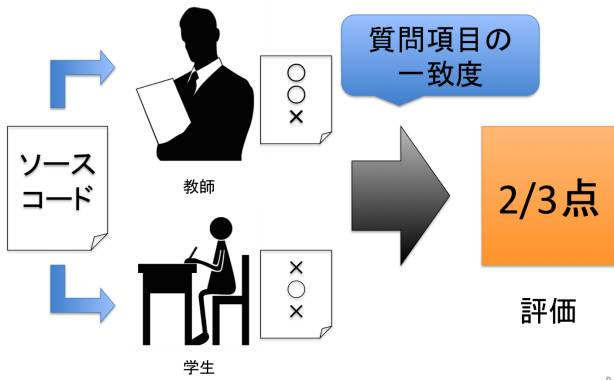 質問項目の
一致度
○
○
×
ソース
コード
教師
2/3点
×
○
×
評価
学生